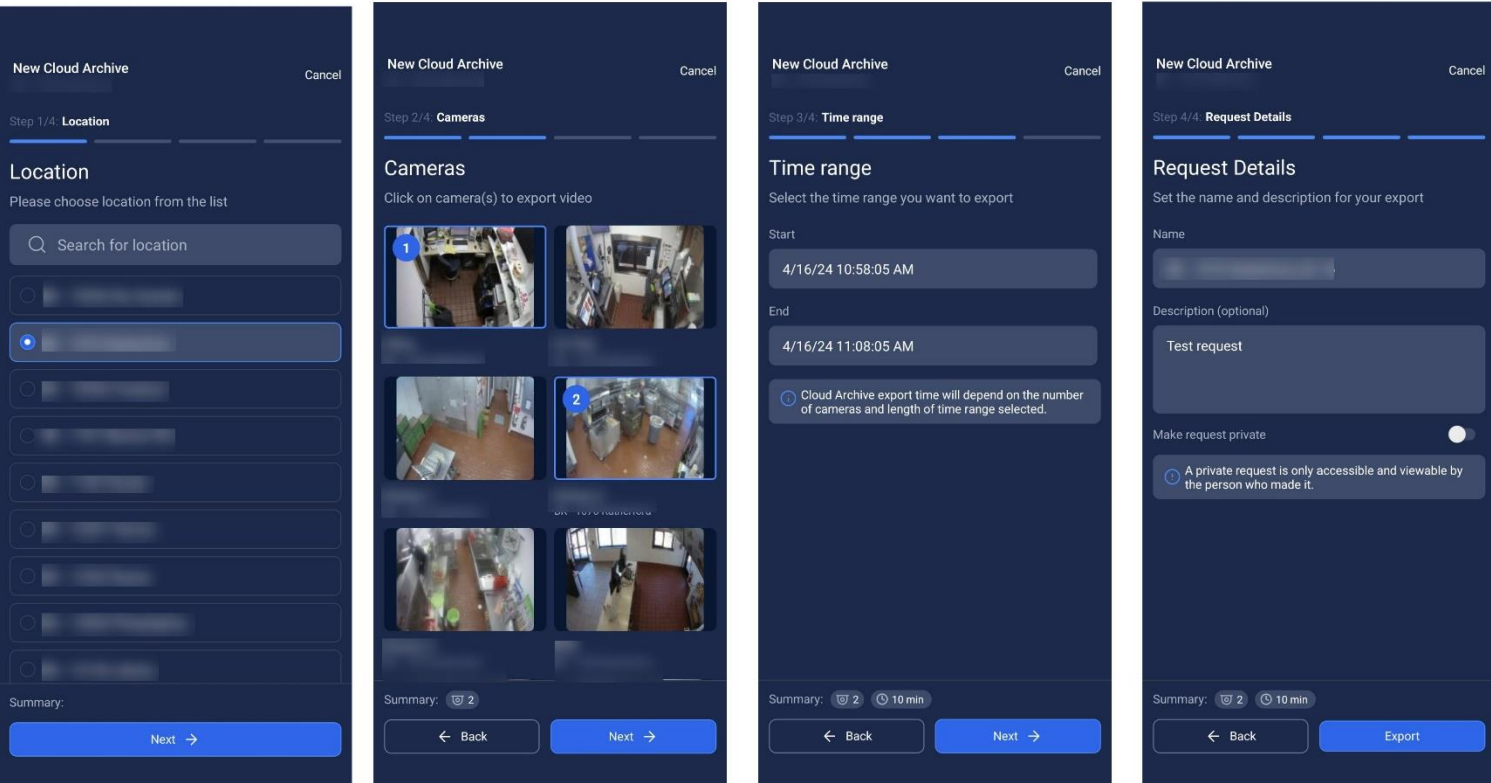 New Cloud Archive
Cancel
Step 1/4: Location
Location
Please choose location from the list
Search for location
Summary:
Next →
New Cloud Archive
Cancel
Step 2/4: Cameras
Cameras
Click on camera(s) to export video
1
2
Summary: 2
← Back
Next →
New Cloud Archive
Cancel
Step 3/4: Time range
Time range
Select the time range you want to export
Start
4/16/24 10:58:05 AM
End
4/16/24 11:08:05 AM
Cloud Archive export time will depend on the number
of cameras and length of time range selected.
Summary: 2 10 min
← Back
Next →
New Cloud Archive
Cancel
Step 4/4: Request Details
Request Details
Set the name and description for your export
Name
Description (optional)
Test request
Make request private
A private request is only accessible and viewable by
the person who made it.
Summary: 2 10 min
← Back
Export